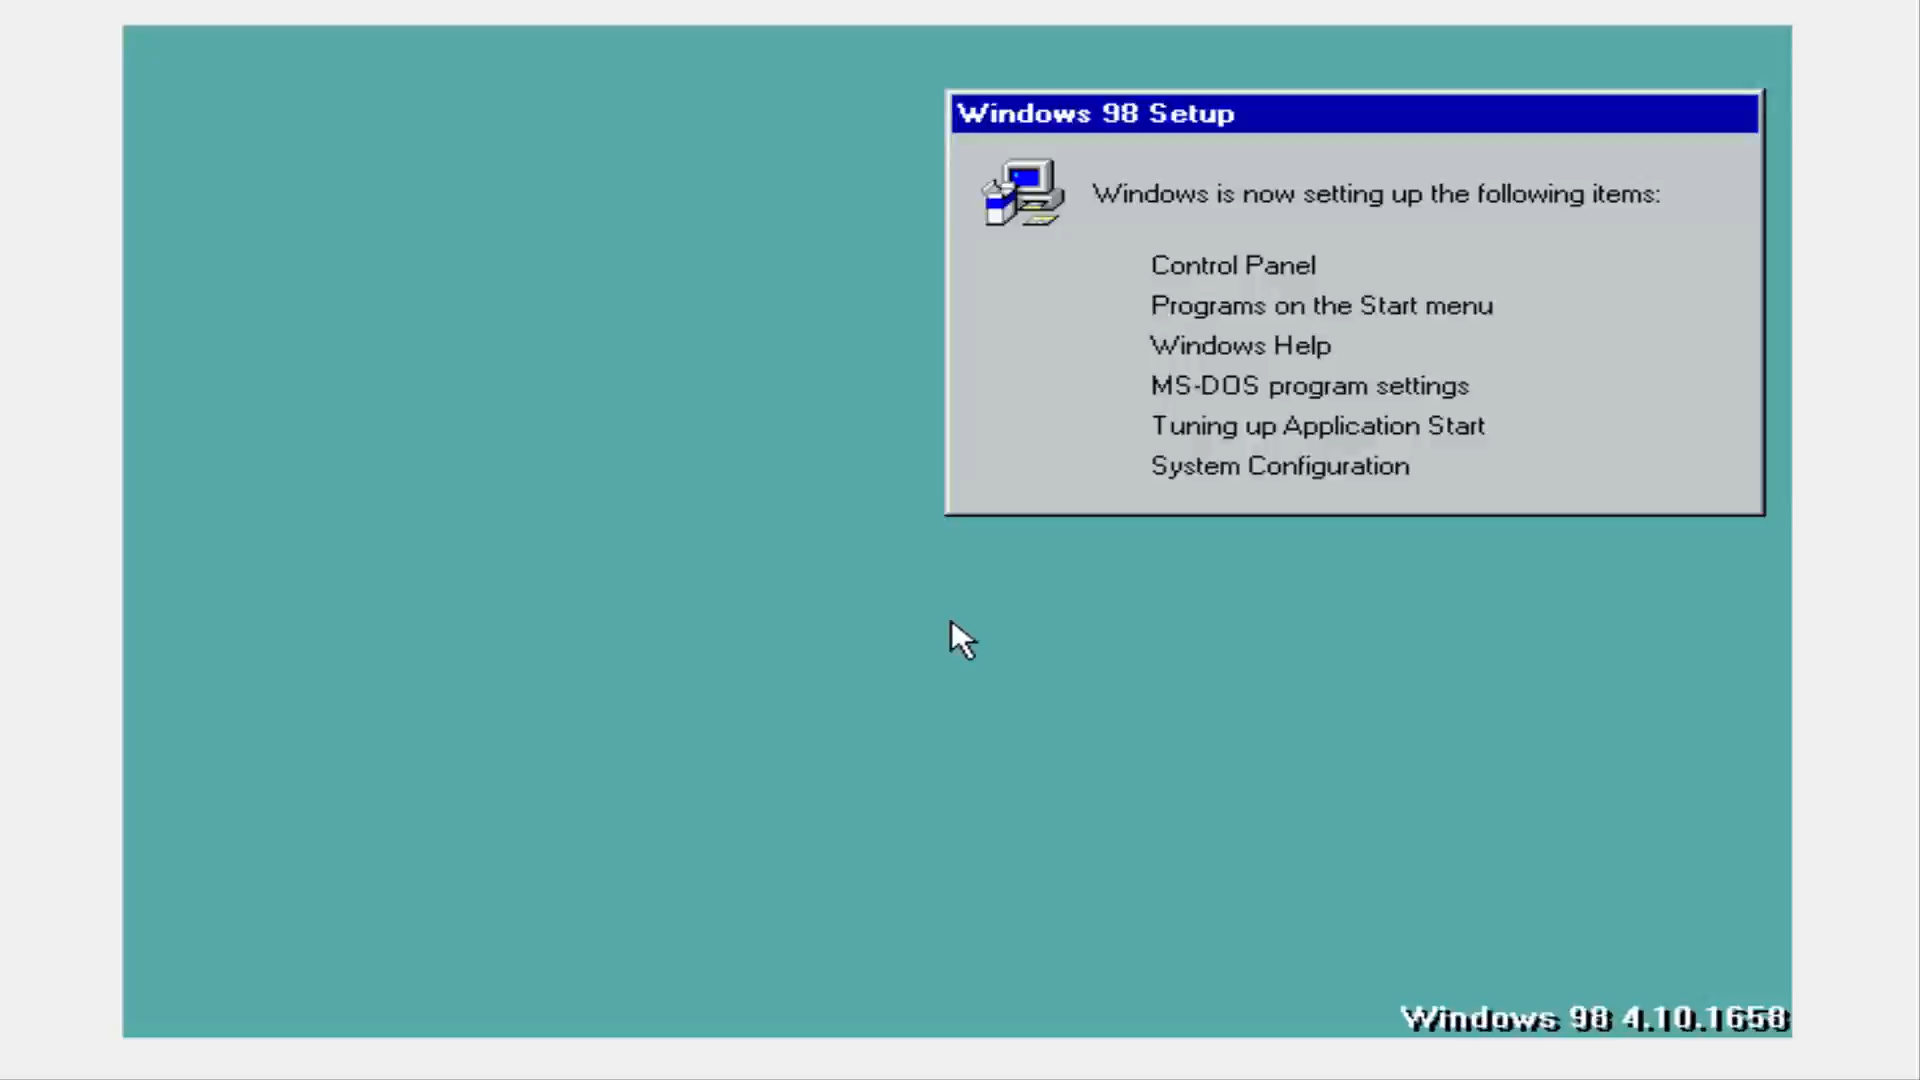 Windows 98 Setup
Windows is now setting up the following items:
Control Panel
Programs on the Start menu
Windows Help
MS-DOS program settings
Tuning up Application Start
System Configuration
Windows 98 4.10.1658